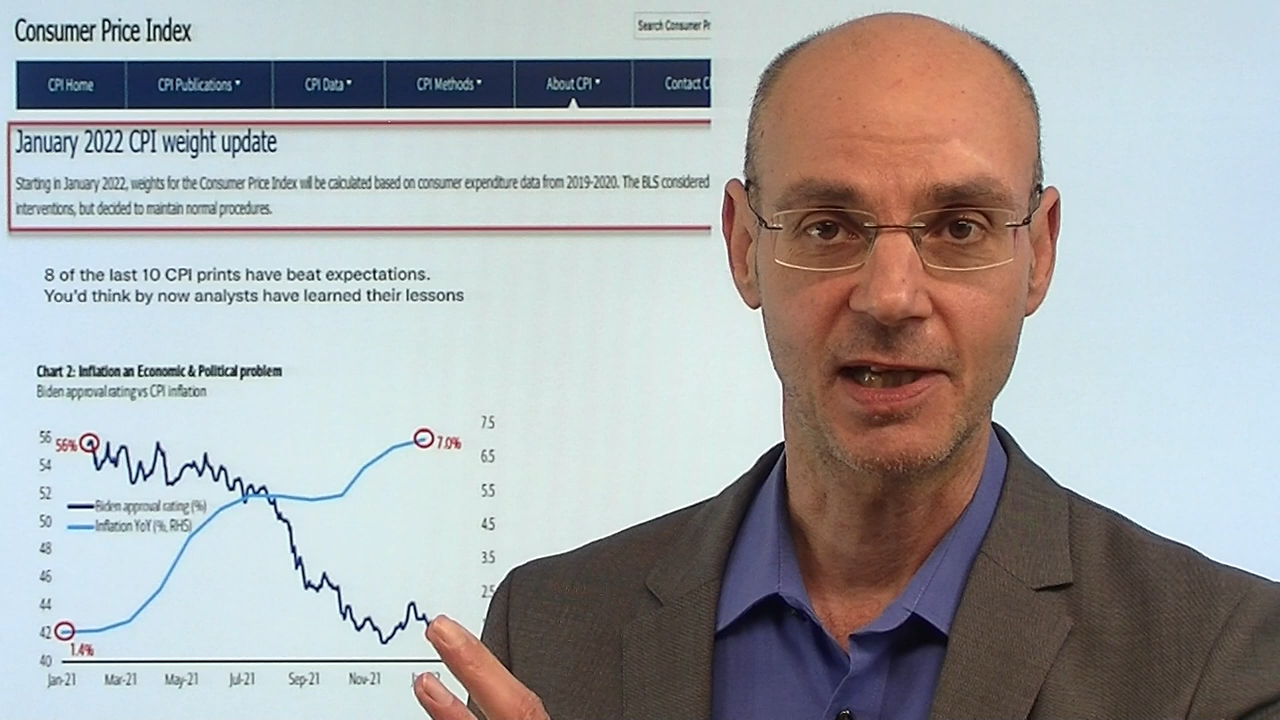 Consumer Price Index
Search Consumer Pr
CPI Home
CPI Publications
CPI Data
CPI Methods
About CPI
Contact C
January 2022 CPI weight update
Starting in January 2022, weights for the Consumer Price Index will be calculated based on consumer expenditure data from 2019-2020. The BLS considered
interventions, but decided to maintain normal procedures.
8 of the last 10 CPI prints have beat expectations.
You'd think by now analysts have learned their lessons
Chart 2: Inflation an Economic & Political problem
Biden approval rating vs CPI inflation
56
54
52
50
48
46
44
42
40
56%
1.4%
7.0%
Biden approval rating (%)
Inflation YoY (%, RHS)
7.5
6.5
5.5
4.5
3.5
2.5
Jan-21
Mar-21
May-21
Jul-21
Sep-21
Nov-21